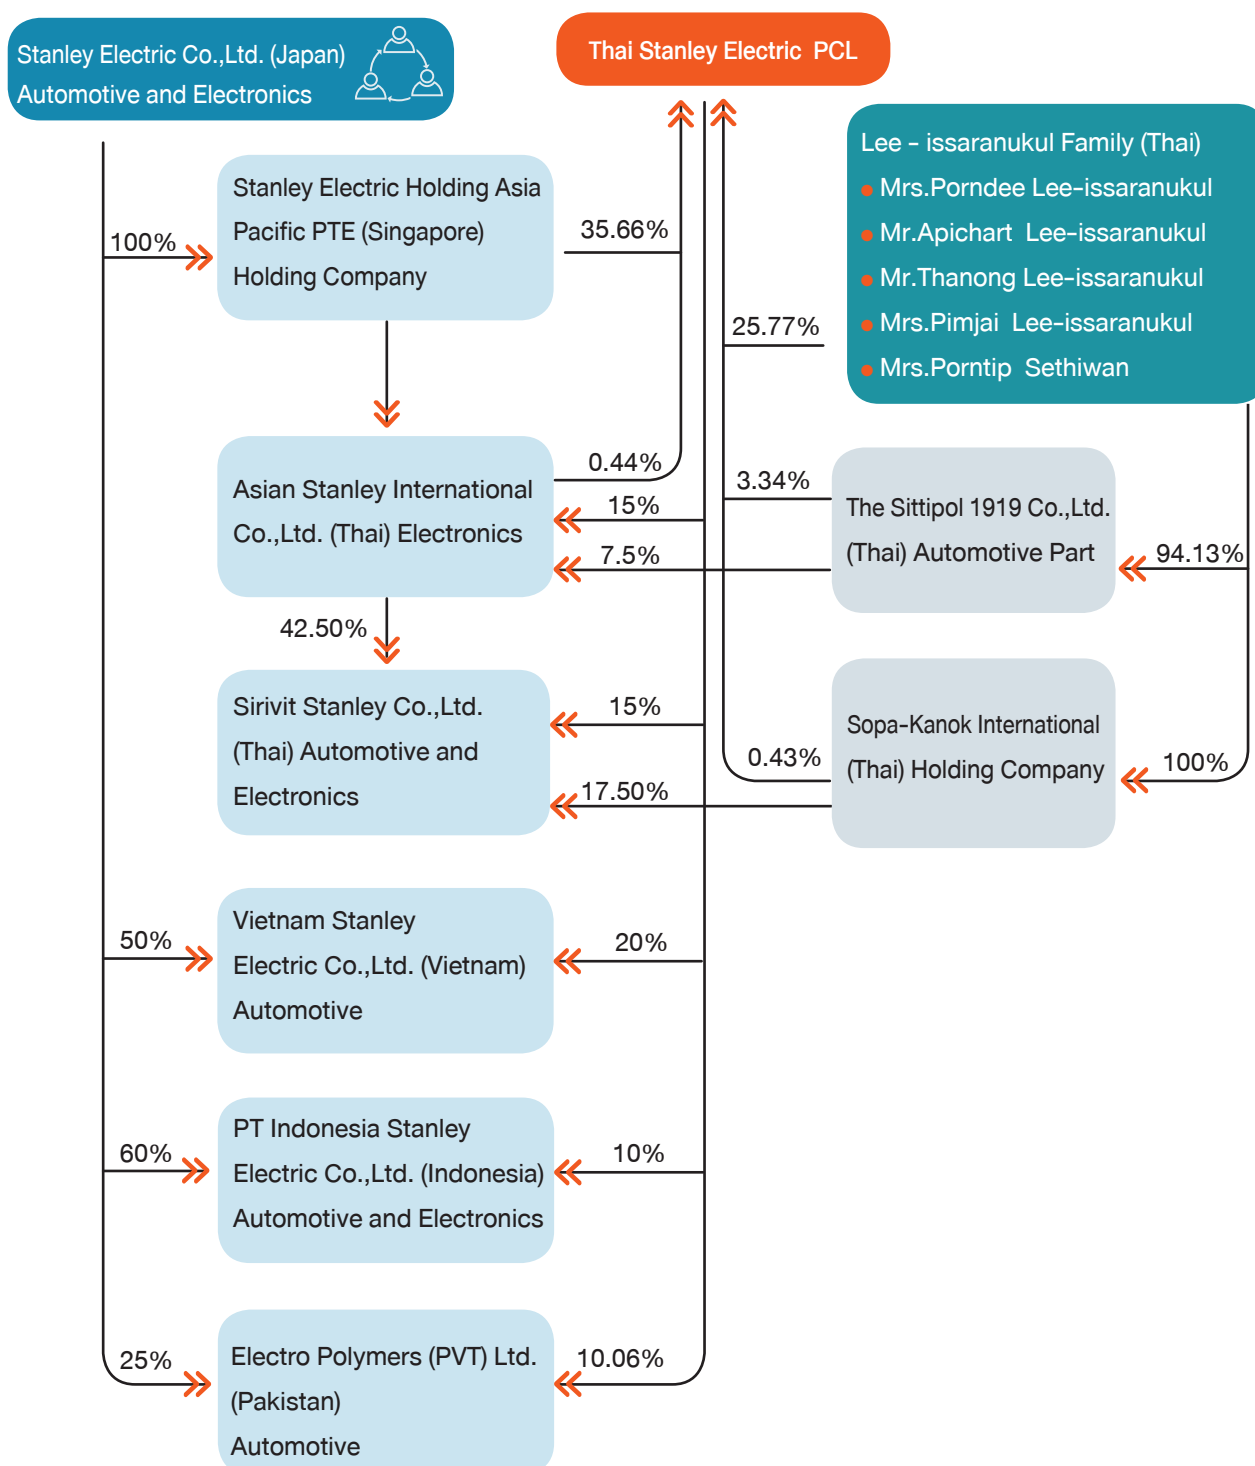 Stanley Electric Co.,Ltd. (Japan)
Automotive and Electronics
Thai Stanley Electric PCL
Lee - issaranukul Family (Thai)
Mrs.Porndee Lee-issaranukul
Mr.Apichart Lee-issaranukul
Mr.Thanong Lee-issaranukul
Mrs.Pimjai Lee-issaranukul
Mrs.Porntip Sethiwan
100%
Stanley Electric Holding Asia
Pacific PTE (Singapore)
Holding Company
35.66%
25.77%
Asian Stanley International
Co.,Ltd. (Thai) Electronics
0.44%
15%
7.5%
3.34%
The Sittipol 1919 Co.,Ltd.
(Thai) Automotive Part
94.13%
42.50%
Sirivit Stanley Co.,Ltd.
(Thai) Automotive and
Electronics
15%
17.50%
0.43%
Sopa-Kanok International
(Thai) Holding Company
100%
50%
Vietnam Stanley
Electric Co.,Ltd. (Vietnam)
Automotive
20%
60%
PT Indonesia Stanley
Electric Co.,Ltd. (Indonesia)
Automotive and Electronics
10%
25%
Electro Polymers (PVT) Ltd.
(Pakistan)
Automotive
10.06%